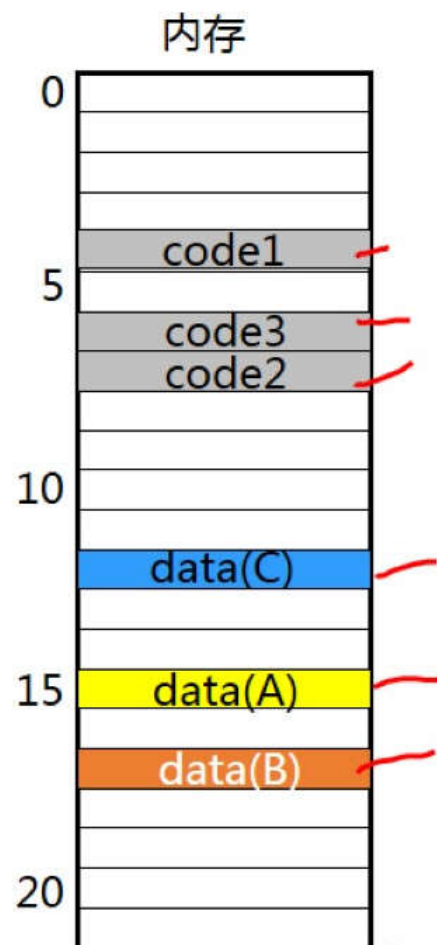 内存
0
code1
5
code3
code2
10
data(C)
15
data(A)
data(B)
20